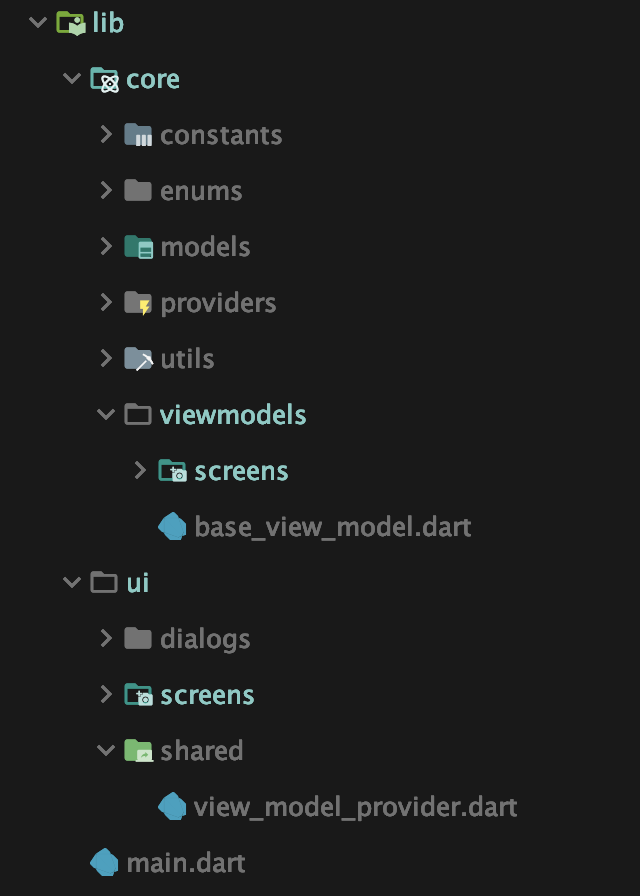 lib
core
constants
enums
models
providers
utils
viewmodels
screens
base_view_model.dart
ui
dialogs
screens
shared
view_model_provider.dart
main.dart